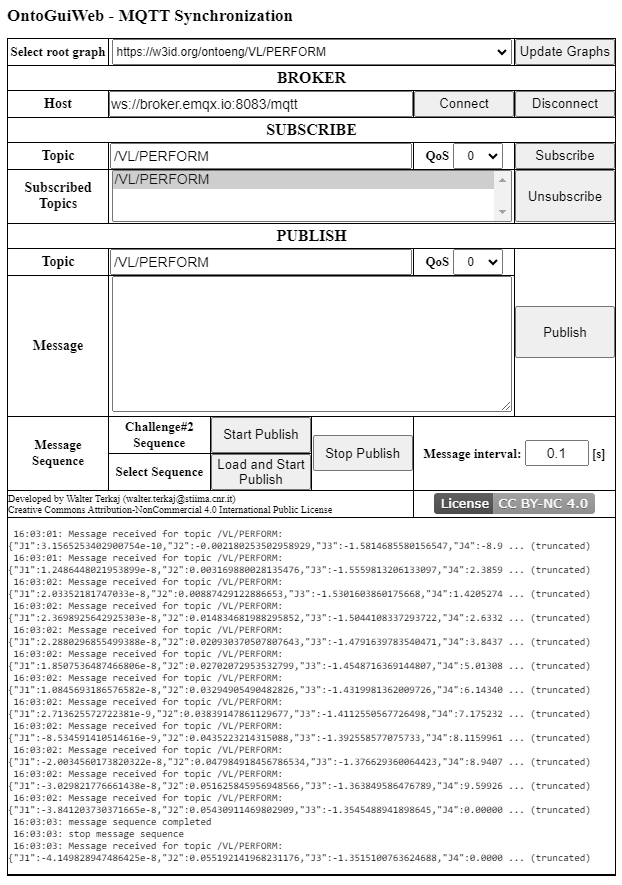 OntoGuiWeb - MQTT Synchronization
Select root graph https://w3id.org/ontoeng/VL/PERFORM Update Graphs
BROKER
Host ws://broker.emqx.io:8083/mqtt Connect Disconnect
SUBSCRIBE
Topic /VL/PERFORM QoS 0 Subscribe
Subscribed Topics /VL/PERFORM Unsubscribe
PUBLISH
Topic /VL/PERFORM QoS 0
Message Publish
Message Sequence Challenge#2 Sequence Start Publish Stop Publish Message interval: 0.1 [s]
Select Sequence Load and Start Publish
Developed by Walter Terkaj (walter.terkaj@stiima.cnr.it)
Creative Commons Attribution-NonCommercial 4.0 International Public License
License CC BY-NC 4.0
16:03:01: Message received for topic /VL/PERFORM:
{"J1":3.1565253402900754e-10,"J2":-0.002180253502958929,"J3":-1.5814685580156547,"J4":-8.9 ... (truncated)
16:03:01: Message received for topic /VL/PERFORM:
{"J1":1.2486448021953899e-8,"J2":0.003169880028135476,"J3":-1.5559813206133097,"J4":2.3859 ... (truncated)
16:03:02: Message received for topic /VL/PERFORM:
{"J1":2.03352181747033e-8,"J2":0.00887429122886653,"J3":-1.5301603860175668,"J4":1.4205274 ... (truncated)
16:03:02: Message received for topic /VL/PERFORM:
{"J1":2.3698925642925303e-8,"J2":0.014834681988295852,"J3":-1.5044108337293722,"J4":2.6332 ... (truncated)
16:03:02: Message received for topic /VL/PERFORM:
{"J1":2.2880296855499388e-8,"J2":0.020930370507807643,"J3":-1.4791639783540471,"J4":3.8437 ... (truncated)
16:03:02: Message received for topic /VL/PERFORM:
{"J1":1.8507536487466806e-8,"J2":0.02702072953532799,"J3":-1.4548716369144807,"J4":5.01308 ... (truncated)
16:03:02: Message received for topic /VL/PERFORM:
{"J1":1.0845693186576582e-8,"J2":0.03294905490482826,"J3":-1.4319981362009726,"J4":6.14340 ... (truncated)
16:03:02: Message received for topic /VL/PERFORM:
{"J1":2.713625572722381e-9,"J2":0.03839147861129677,"J3":-1.4112550567726498,"J4":7.175232 ... (truncated)
16:03:02: Message received for topic /VL/PERFORM:
{"J1":-8.534591410514616e-9,"J2":0.0435223214315088,"J3":-1.392558577075733,"J4":8.1159961 ... (truncated)
16:03:02: Message received for topic /VL/PERFORM:
{"J1":-2.0034560173820322e-8,"J2":0.047984918456786534,"J3":-1.376629360064423,"J4":8.9407 ... (truncated)
16:03:02: Message received for topic /VL/PERFORM:
{"J1":-3.029821776661438e-8,"J2":0.051625845956948566,"J3":-1.363849586476789,"J4":9.59926 ... (truncated)
16:03:02: Message received for topic /VL/PERFORM:
{"J1":-3.8412037303716​65e-8,"J2":0.05430911469802909,"J3":-1.3545488941898645,"J4":0.00000 ... (truncated)
16:03:03: message sequence completed
16:03:03: stop message sequence
16:03:03: Message received for topic /VL/PERFORM:
{"J1":-4.149828947486425e-8,"J2":0.055192141968231176,"J3":-1.3515100763624688,"J4":0.0000 ... (truncated)